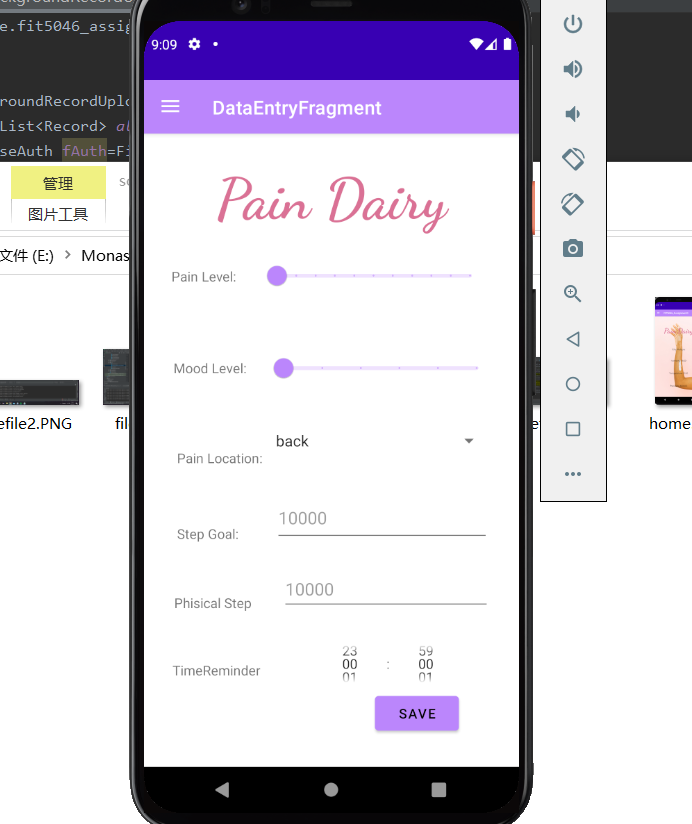 e.fit5046_assig
roundRecordUplo
List<Record> al
seAuth fAuth=Fi
管理
图片工具
文件 (E:)
Monas
efile2.PNG
fil
home
9:09
DataEntryFragment
Pain Dairy
Pain Level:
Mood Level:
Pain Location:
back
Step Goal:
10000
Phisical Step
10000
TimeReminder
23 59
00 : 00
01 01
SAVE